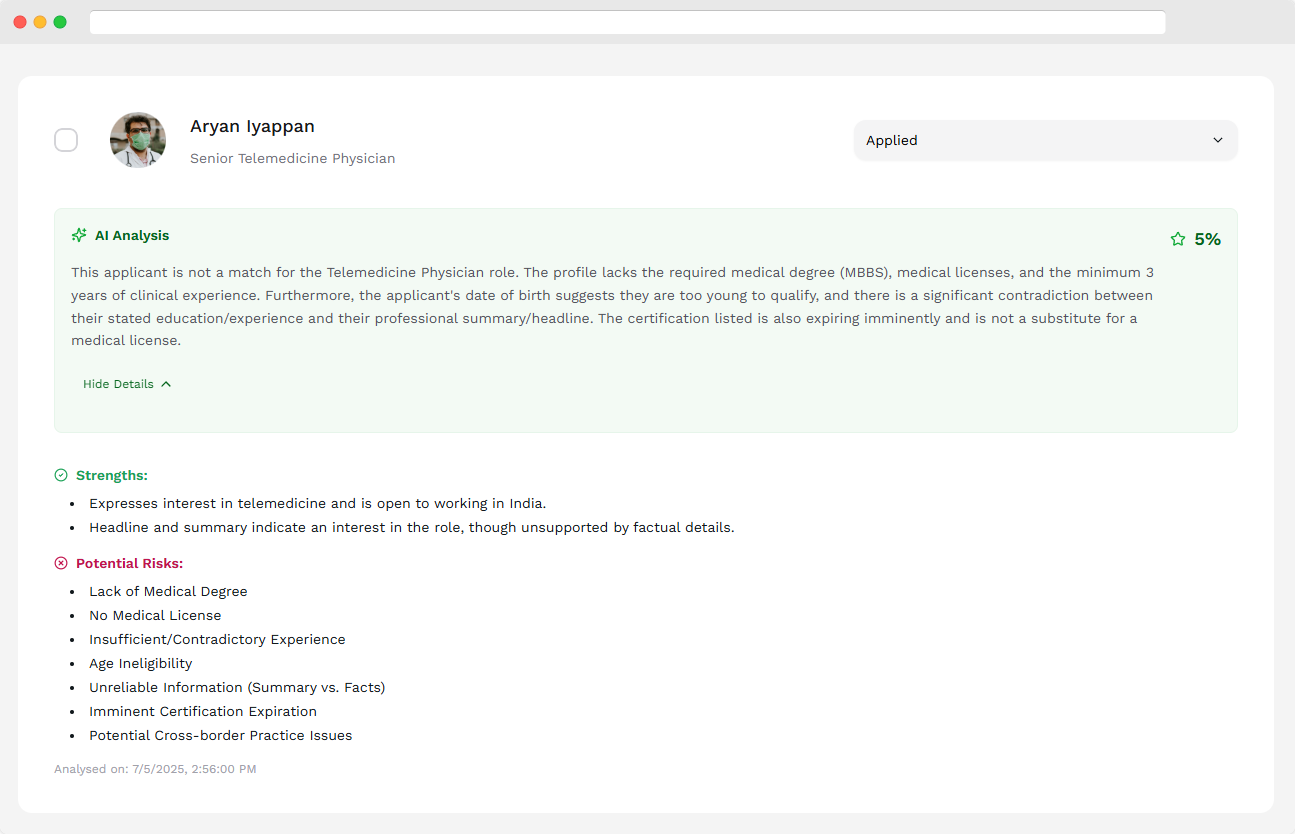 Aryan Iyappan
Senior Telemedicine Physician
Applied
AI Analysis
5%
This applicant is not a match for the Telemedicine Physician role. The profile lacks the required medical degree (MBBS), medical licenses, and the minimum 3
years of clinical experience. Furthermore, the applicant's date of birth suggests they are too young to qualify, and there is a significant contradiction between
their stated education/experience and their professional summary/headline. The certification listed is also expiring imminently and is not a substitute for a
medical license.
Hide Details
Strengths:
• Expresses interest in telemedicine and is open to working in India.
• Headline and summary indicate an interest in the role, though unsupported by factual details.
Potential Risks:
• Lack of Medical Degree
• No Medical License
• Insufficient/Contradictory Experience
• Age Ineligibility
• Unreliable Information (Summary vs. Facts)
• Imminent Certification Expiration
• Potential Cross-border Practice Issues
Analysed on: 7/5/2025, 2:56:00 PM